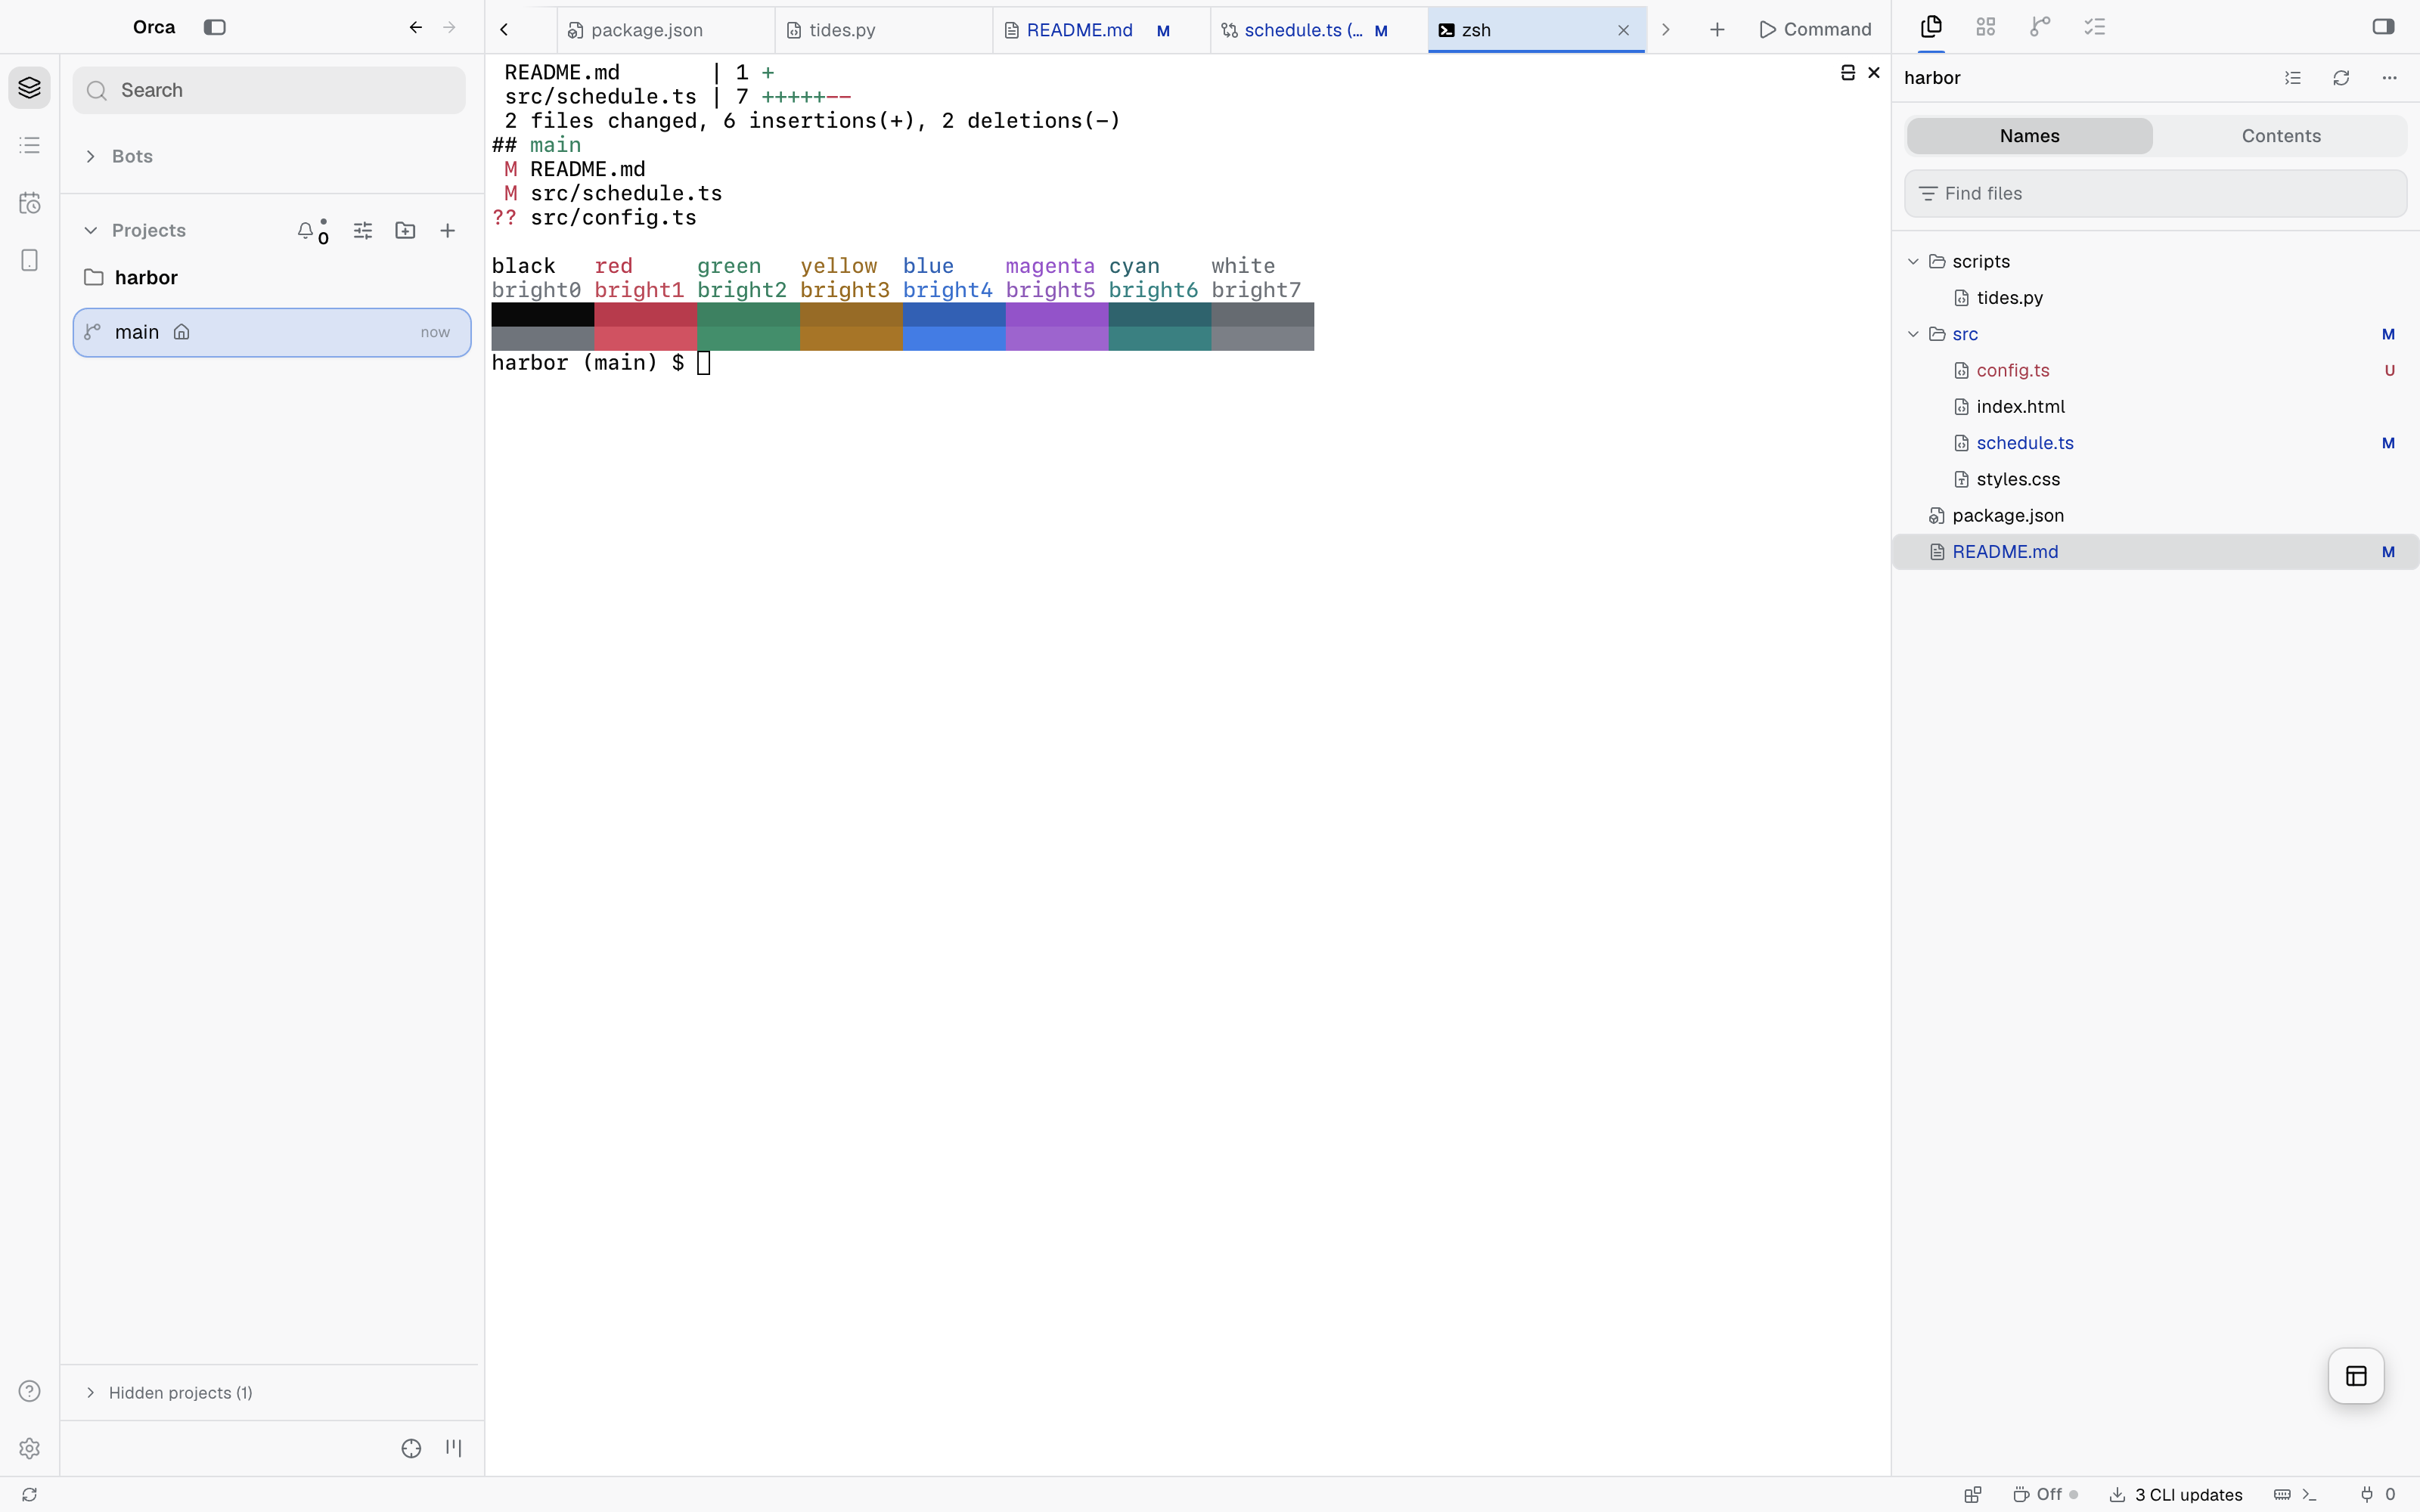 Orca
package.json
tides.py
README.md M
schedule.ts (... M
zsh
Command
Search
Bots
Projects
0
harbor
main
now
Hidden projects (1)
README.md | 1 +
src/schedule.ts | 7 +++++--
2 files changed, 6 insertions(+), 2 deletions(-)
## main
M README.md
M src/schedule.ts
?? src/config.ts
black red green yellow blue magenta cyan white
bright0 bright1 bright2 bright3 bright4 bright5 bright6 bright7
harbor (main) $
harbor
Names
Contents
Find files
scripts
tides.py
src M
config.ts U
index.html
schedule.ts M
styles.css
package.json
README.md M
Off
3 CLI updates
0